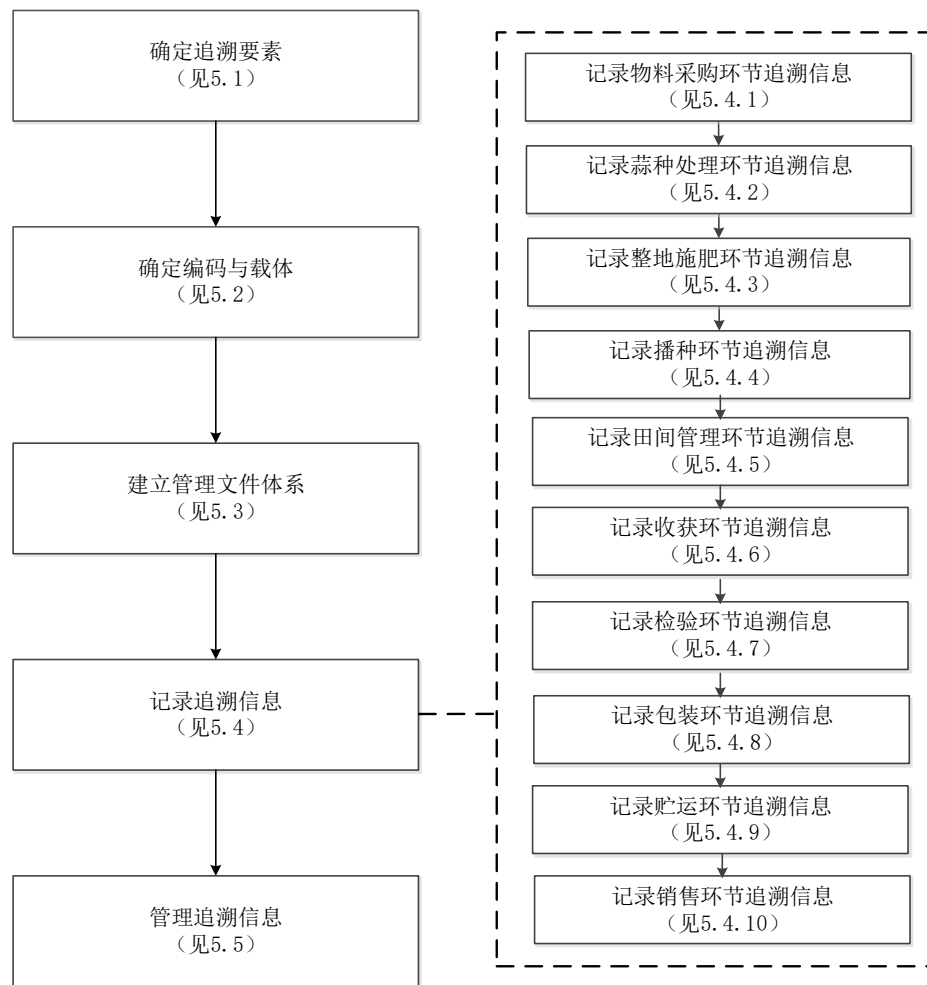 确定追溯要素
（见5.1）
确定编码与载体
（见5.2）
建立管理文件体系
（见5.3）
记录追溯信息
（见5.4）
管理追溯信息
（见5.5）
记录物料采购环节追溯信息
（见5.4.1）
记录蒜种处理环节追溯信息
（见5.4.2）
记录整地施肥环节追溯信息
（见5.4.3）
记录播种环节追溯信息
（见5.4.4）
记录田间管理环节追溯信息
（见5.4.5）
记录收获环节追溯信息
（见5.4.6）
记录检验环节追溯信息
（见5.4.7）
记录包装环节追溯信息
（见5.4.8）
记录贮运环节追溯信息
（见5.4.9）
记录销售环节追溯信息
（见5.4.10）